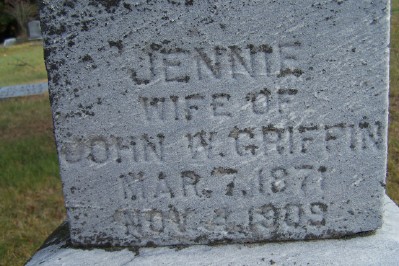 JENNIE
WIFE OF
JOHN W. GRIFFIN
MAR. 7, 1871
NOV. 4, 1909